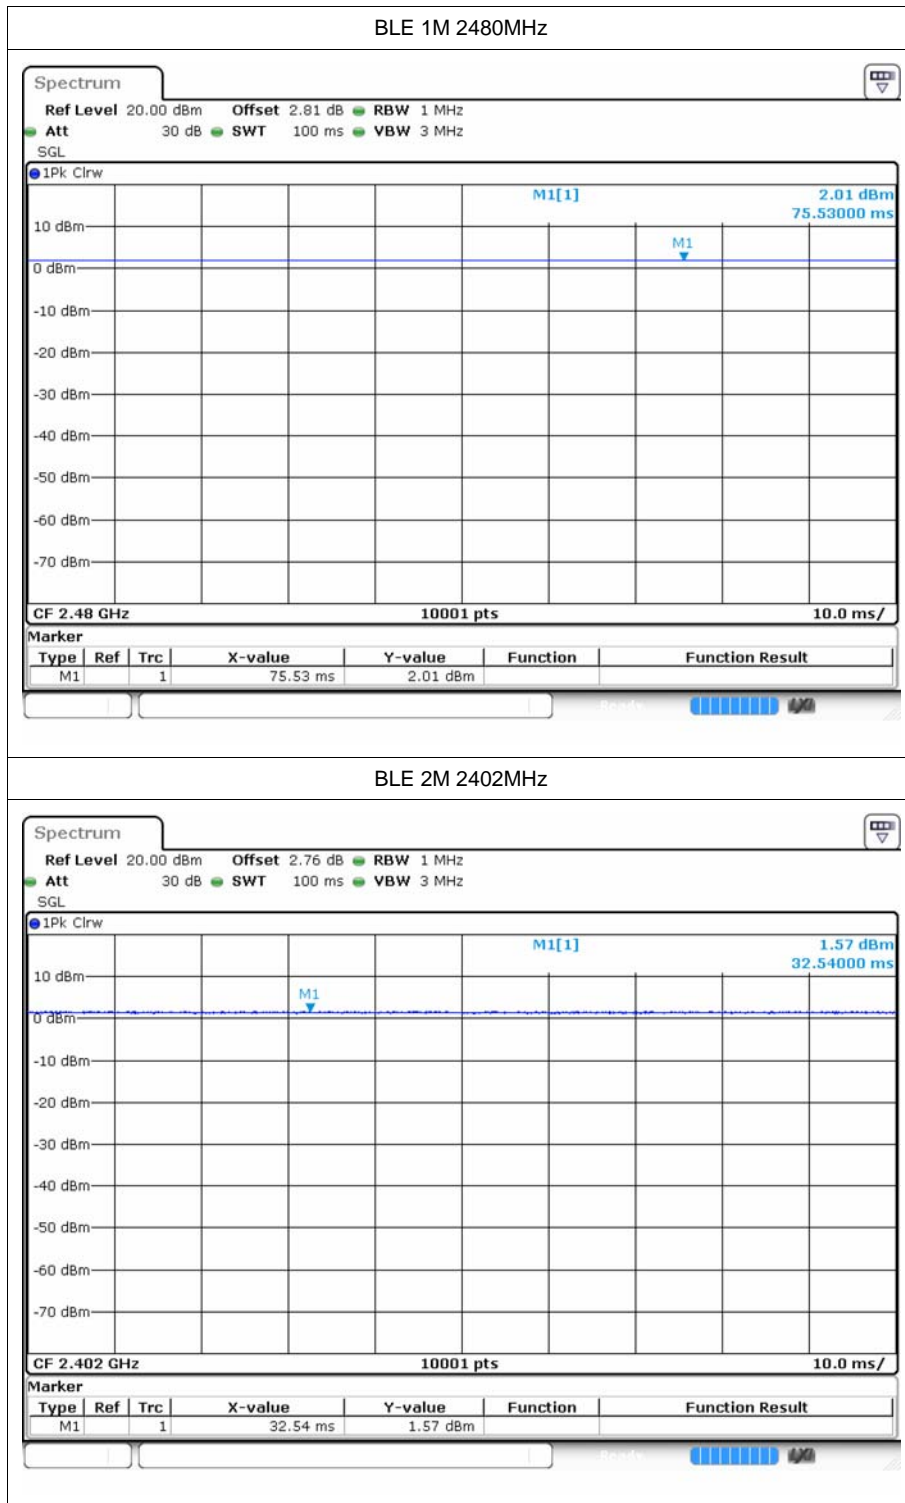 BLE 1M 2480MHz
Spectrum
Ref Level 20.00 dBm Offset 2.81 dB RBW 1 MHz
Att 30 dB SWT 100 ms VBW 3 MHz
SGL
1Pk Clrw
M1[1] 2.01 dBm
75.53000 ms
10 dBm
M1
0 dBm
-10 dBm
-20 dBm
-30 dBm
-40 dBm
-50 dBm
-60 dBm
-70 dBm
CF 2.48 GHz 10001 pts 10.0 ms/
Marker
Type Ref Trc X-value Y-value Function Function Result
M1 1 75.53 ms 2.01 dBm
Ready
BLE 2M 2402MHz
Spectrum
Ref Level 20.00 dBm Offset 2.76 dB RBW 1 MHz
Att 30 dB SWT 100 ms VBW 3 MHz
SGL
1Pk Clrw
M1[1] 1.57 dBm
32.54000 ms
10 dBm
M1
0 dBm
-10 dBm
-20 dBm
-30 dBm
-40 dBm
-50 dBm
-60 dBm
-70 dBm
CF 2.402 GHz 10001 pts 10.0 ms/
Marker
Type Ref Trc X-value Y-value Function Function Result
M1 1 32.54 ms 1.57 dBm
Ready